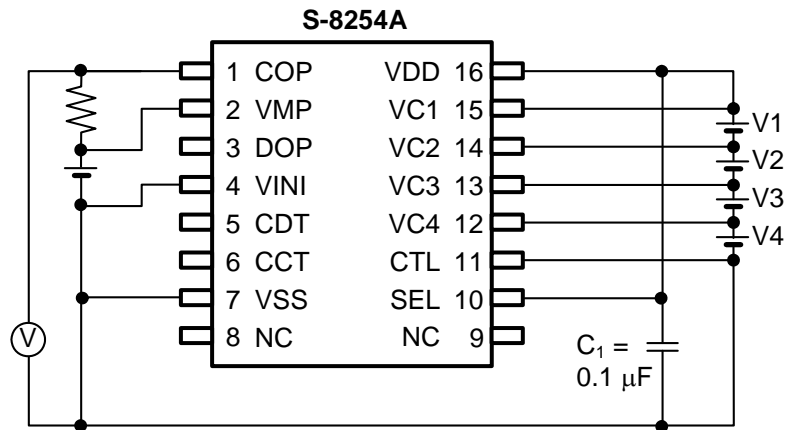 S-8254A
1 COP VDD 16
2 VMP VC1 15
V1
3 DOP VC2 14
V2
4 VINI VC3 13
V3
5 CDT VC4 12
V4
6 CCT CTL 11
7 VSS SEL 10
8 NC NC 9
V
C₁ =
0.1 μF